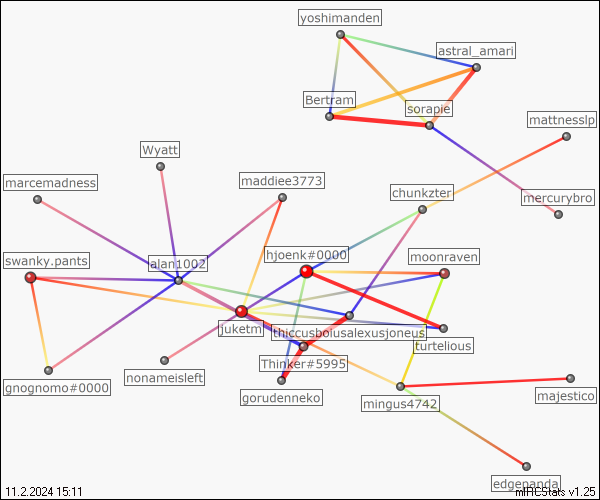 yoshimanden
astral_amari
Bertram
sorapie
mattnesslp
Wyatt
marcemadness
maddiee3773
chunkzter
mercurybro
swanky.pants
alan1002
hjoenk#0000
moonraven
juketm
thiccusboiusalexusjoneus
turtelious
Thinker#5995
gnognomo#0000
nonameisleft
gorudenneko
mingus4742
majestico
edgepanda
11.2.2024 15:11
mIRCStats v1.25